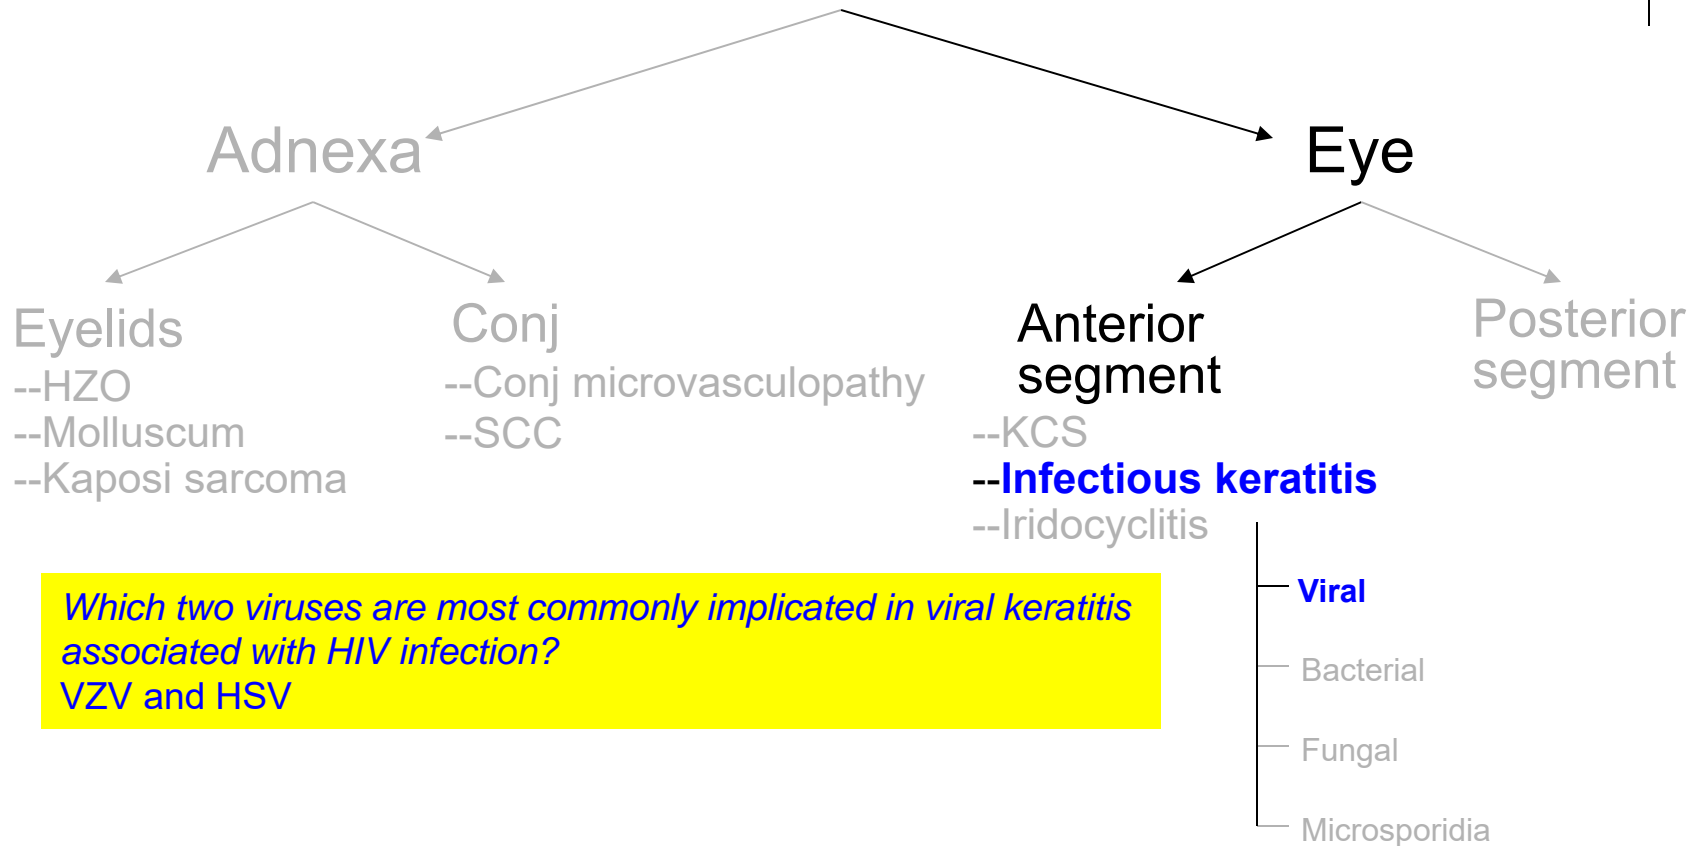 Adnexa
Eye
Eyelids
--HZO
--Molluscum
--Kaposi sarcoma
Conj
--Conj microvasculopathy
--SCC
Anterior
segment
--KCS
--Infectious keratitis
--Iridocyclitis
Posterior
segment
Viral
Bacterial
Fungal
Microsporidia
Which two viruses are most commonly implicated in viral keratitis
associated with HIV infection?
VZV and HSV